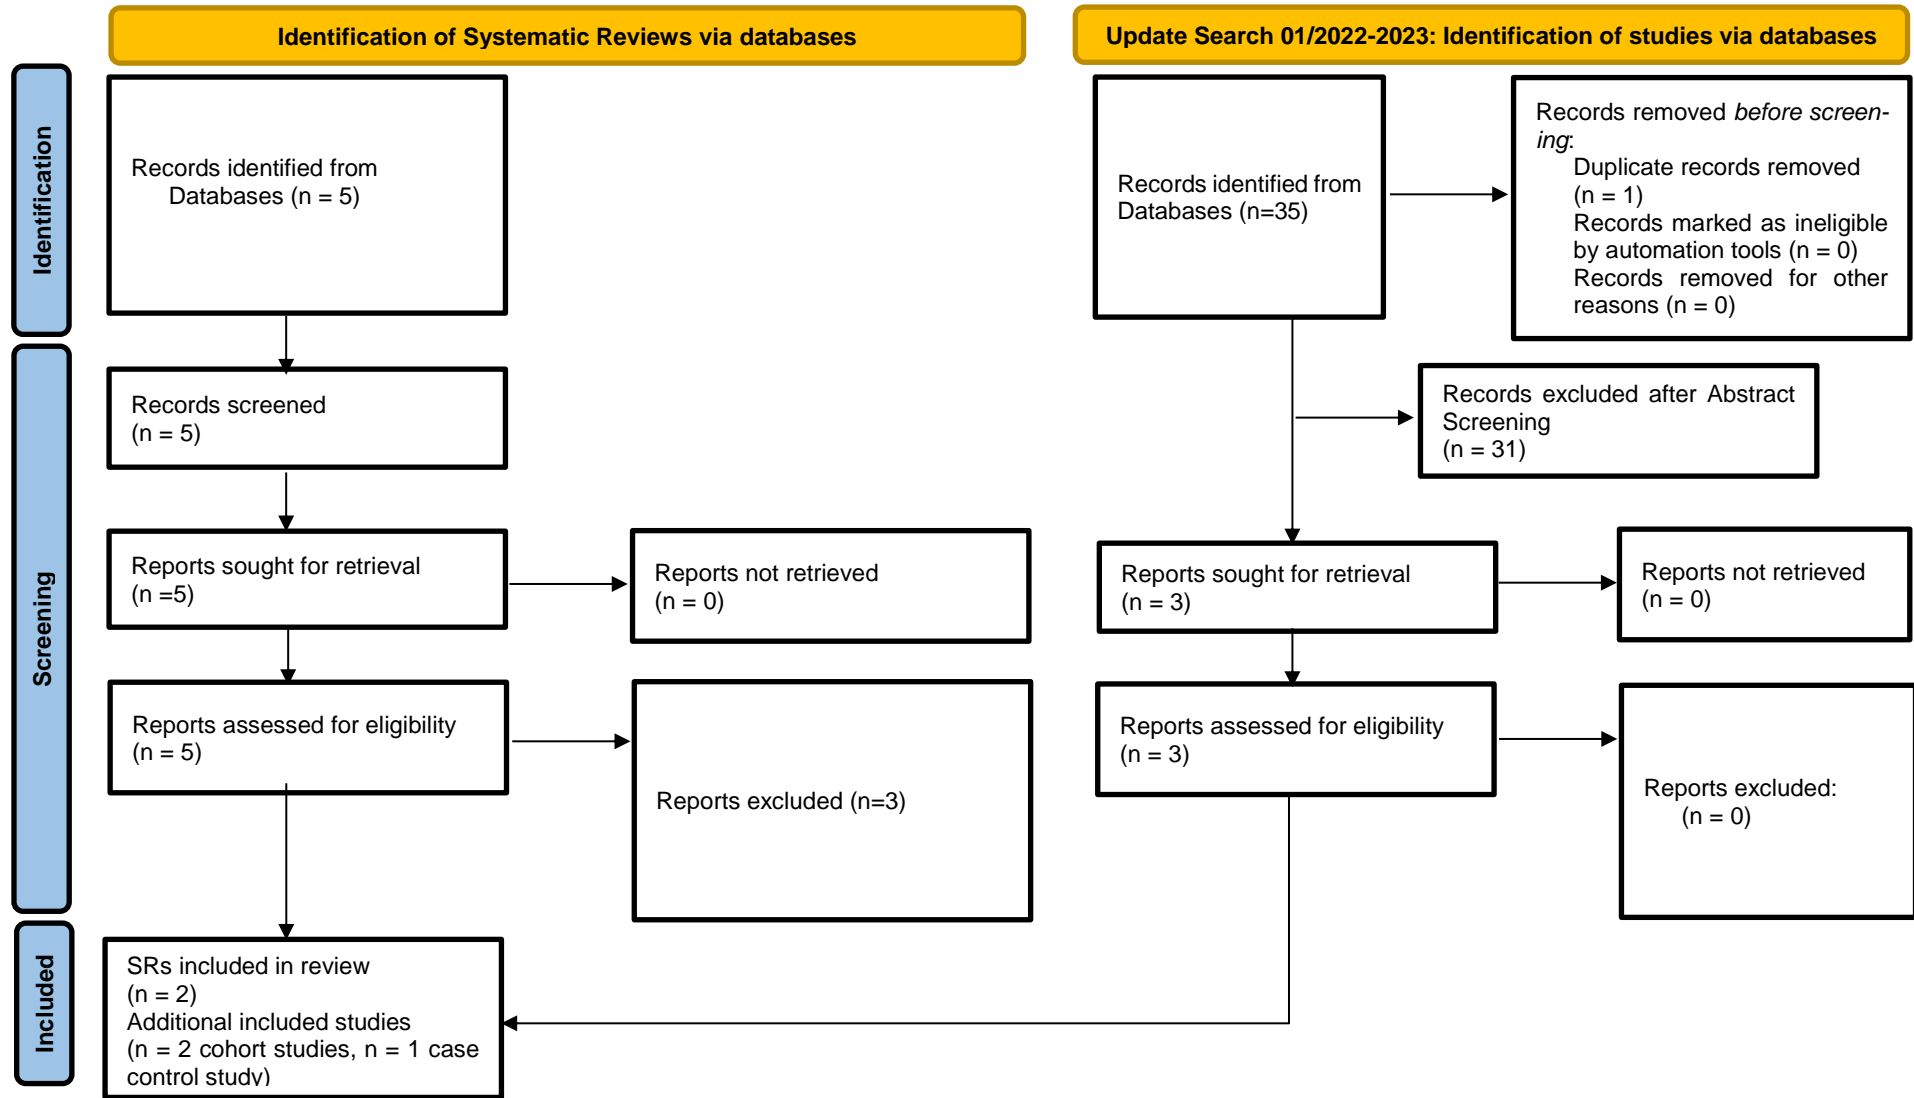 Identification of Systematic Reviews via databases
Update Search 01/2022-2023: Identification of studies via databases
Identification
Records identified from
Databases (n = 5)
Records identified from
Databases (n=35)
Records removed before screen-
ing:
Duplicate records removed
(n = 1)
Records marked as ineligible
by automation tools (n = 0)
Records removed for other
reasons (n = 0)
Screening
Records screened
(n = 5)
Records excluded after Abstract
Screening
(n = 31)
Reports sought for retrieval
(n =5)
Reports not retrieved
(n = 0)
Reports sought for retrieval
(n = 3)
Reports not retrieved
(n = 0)
Reports assessed for eligibility
(n = 5)
Reports excluded (n=3)
Reports assessed for eligibility
(n = 3)
Reports excluded:
(n = 0)
Included
SRs included in review
(n = 2)
Additional included studies
(n = 2 cohort studies, n = 1 case
control study)